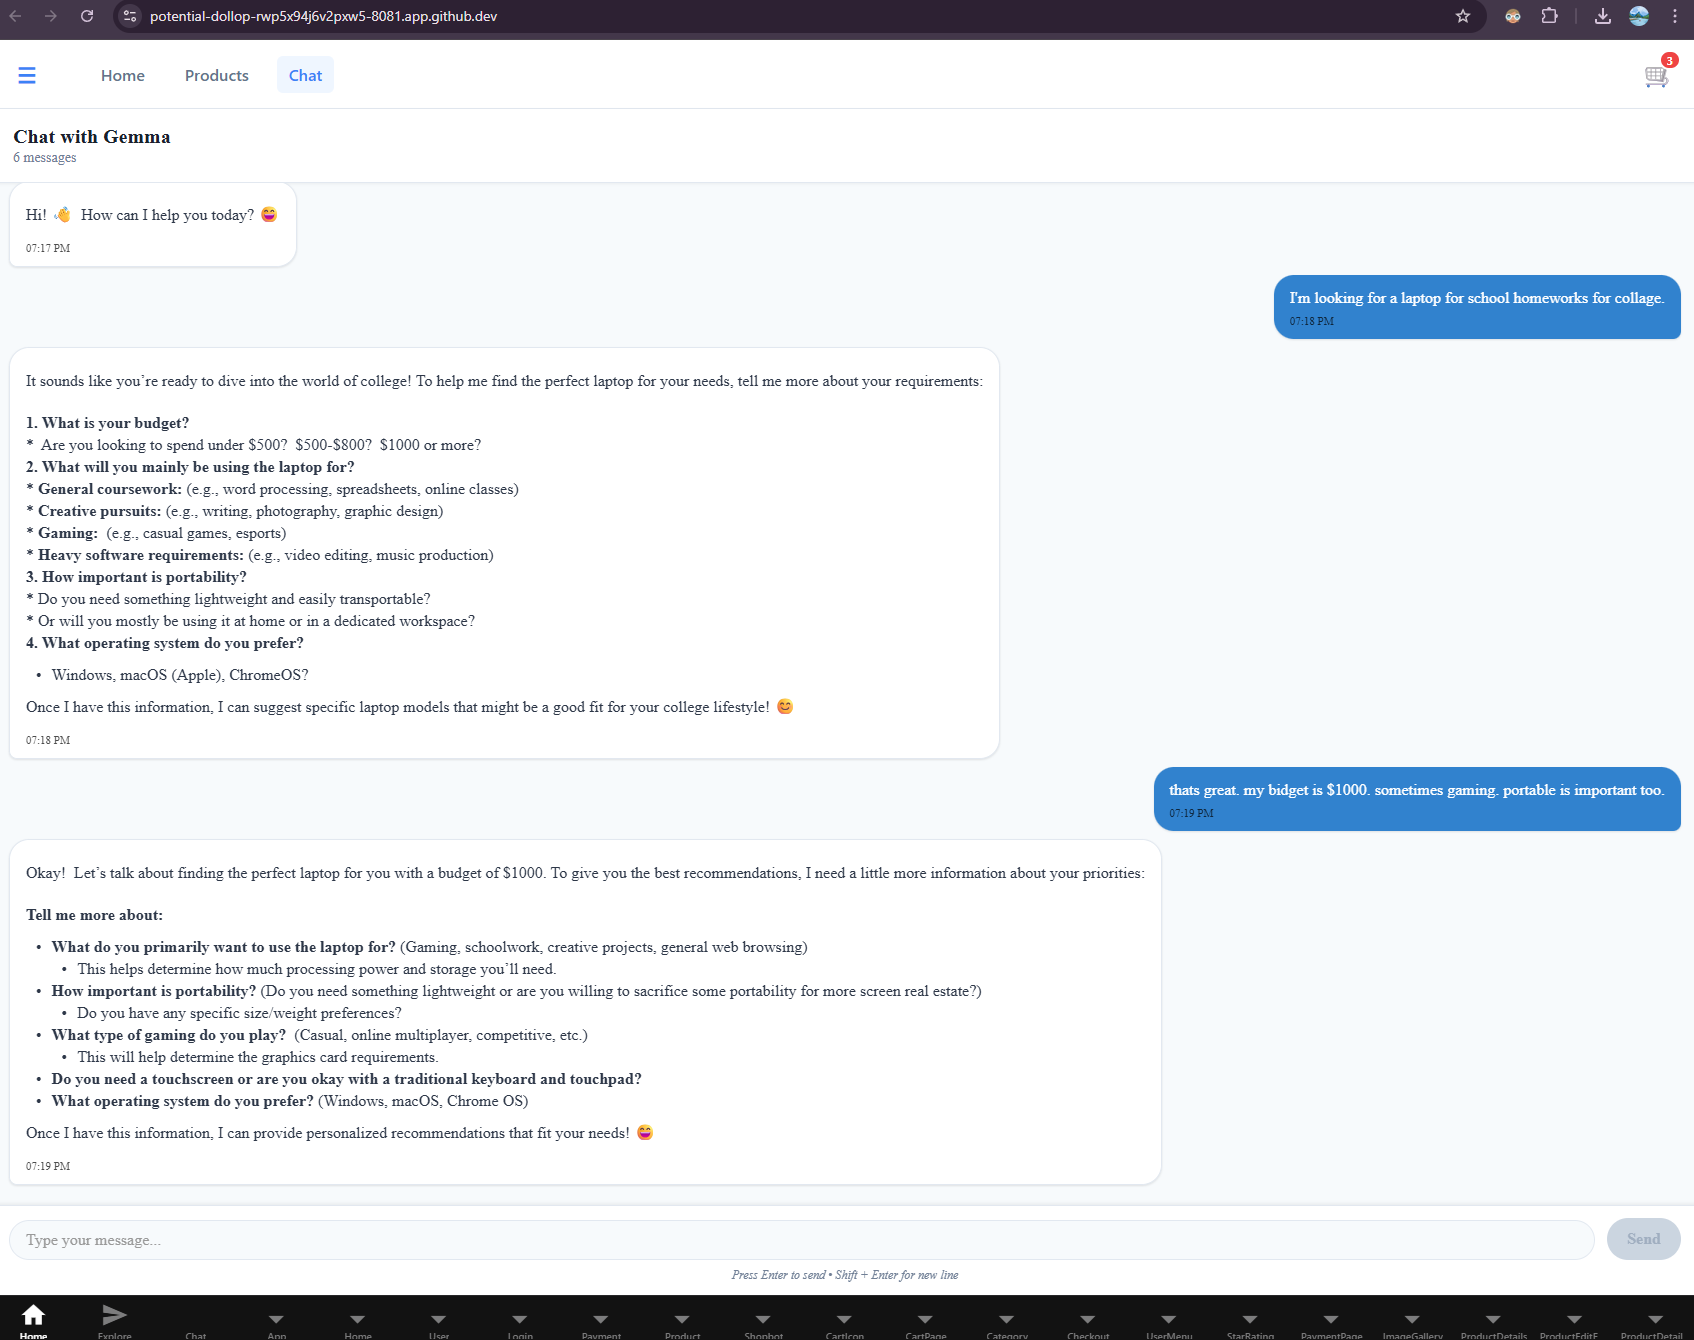 potential-dollop-rwp5x94j6v2pxw5-8081.app.github.dev
Home Products Chat 3
Chat with Gemma
6 messages
Hi! 👋 How can I help you today? 😄
07:17 PM
I'm looking for a laptop for school homeworks for collage.
07:18 PM
It sounds like you’re ready to dive into the world of college! To help me find the perfect laptop for your needs, tell me more about your requirements:
1. What is your budget?
* Are you looking to spend under $500? $500-$800? $1000 or more?
2. What will you mainly be using the laptop for?
* General coursework: (e.g., word processing, spreadsheets, online classes)
* Creative pursuits: (e.g., writing, photography, graphic design)
* Gaming: (e.g., casual games, esports)
* Heavy software requirements: (e.g., video editing, music production)
3. How important is portability?
* Do you need something lightweight and easily transportable?
* Or will you mostly be using it at home or in a dedicated workspace?
4. What operating system do you prefer?
• Windows, macOS (Apple), ChromeOS?
Once I have this information, I can suggest specific laptop models that might be a good fit for your college lifestyle! 😊
07:18 PM
thats great. my bidget is $1000. sometimes gaming. portable is important too.
07:19 PM
Okay! Let’s talk about finding the perfect laptop for you with a budget of $1000. To give you the best recommendations, I need a little more information about your priorities:
Tell me more about:
• What do you primarily want to use the laptop for? (Gaming, schoolwork, creative projects, general web browsing)
• This helps determine how much processing power and storage you’ll need.
• How important is portability? (Do you need something lightweight or are you willing to sacrifice some portability for more screen real estate?)
• Do you have any specific size/weight preferences?
• What type of gaming do you play? (Casual, online multiplayer, competitive, etc.)
• This will help determine the graphics card requirements.
• Do you need a touchscreen or are you okay with a traditional keyboard and touchpad?
• What operating system do you prefer? (Windows, macOS, Chrome OS)
Once I have this information, I can provide personalized recommendations that fit your needs! 😄
07:19 PM
Type your message... Send
Press Enter to send • Shift + Enter for new line
Home Explore Chat App Home User Login Payment Product Shopbot CartIcon CartPage Category Checkout UserMenu StarRating PaymentPage ImageGallery ProductDetails ProductEditF ProductDetail